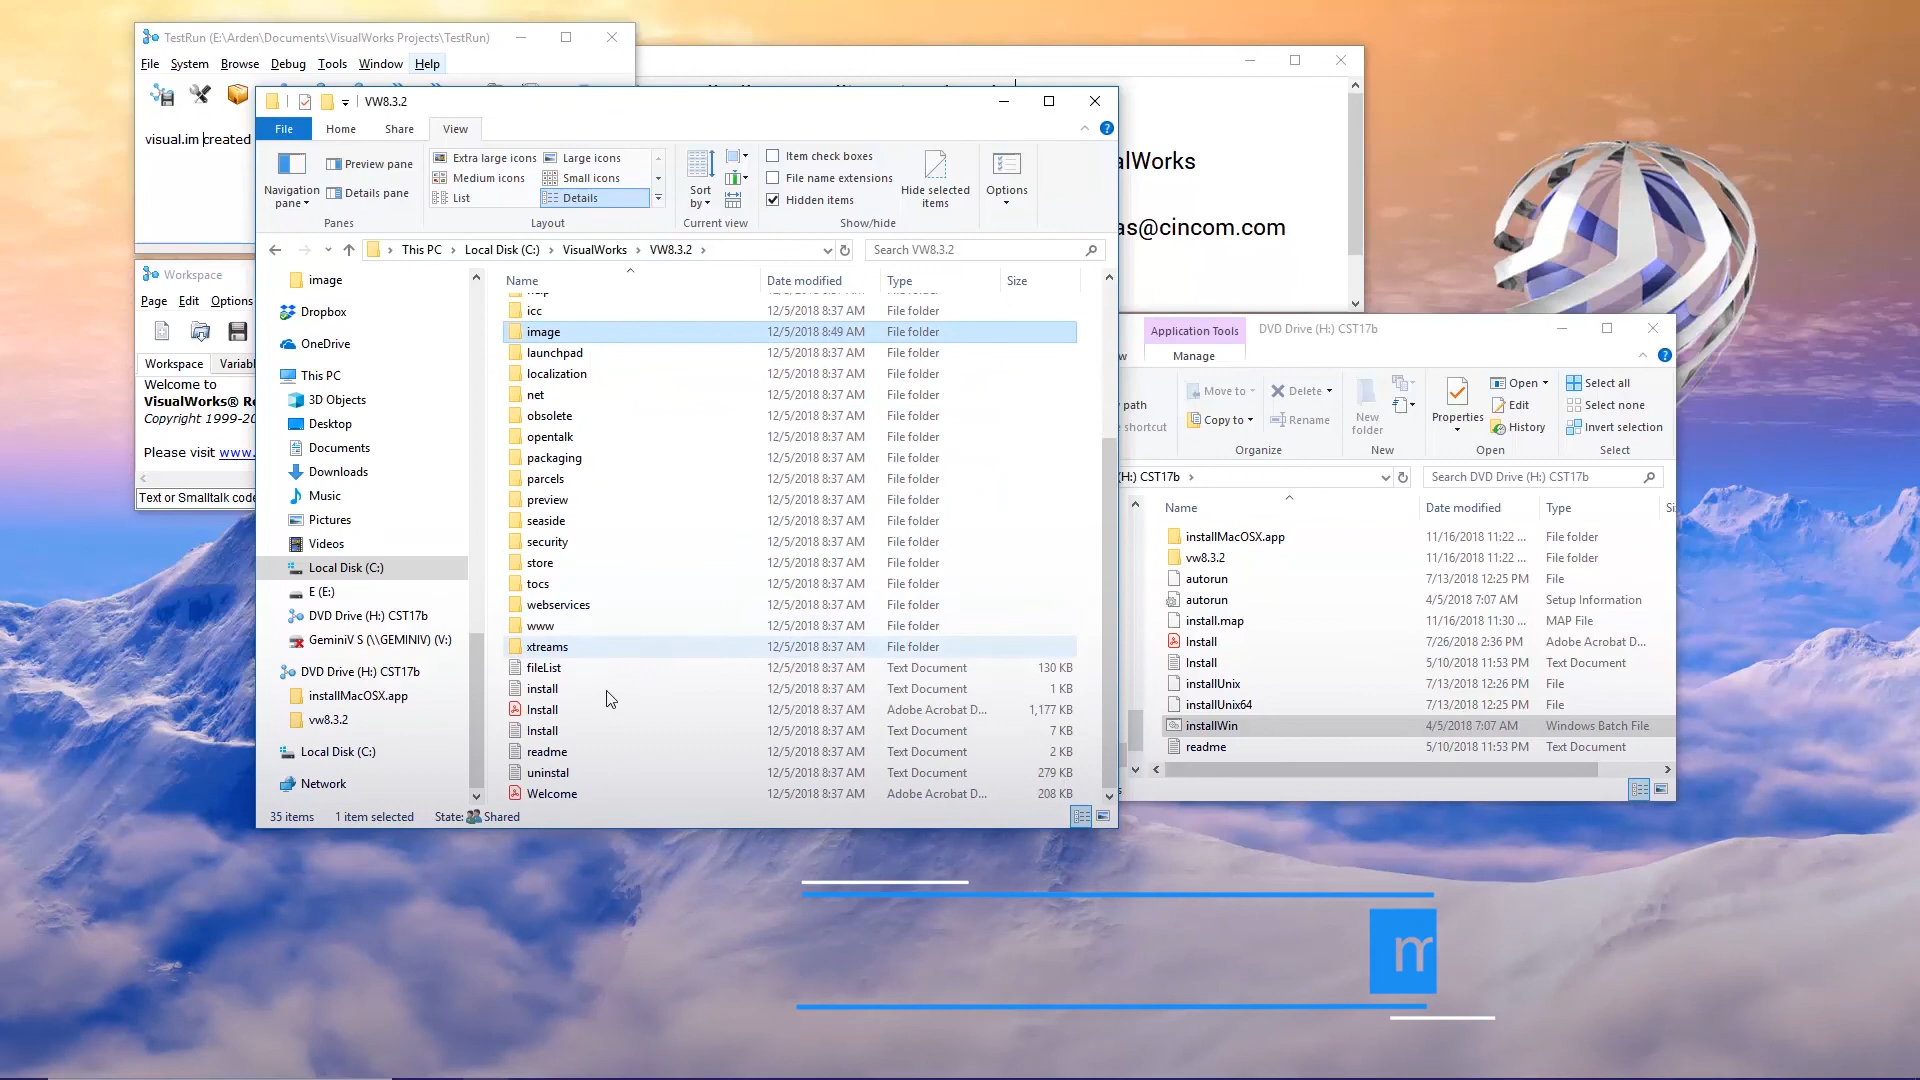 TestRun (E:\Arden\Documents\VisualWorks Projects\TestRun)
File System Browse Debug Tools Window Help
visual.im created
VW8.3.2
File Home Share View
Navigation pane
Preview pane
Details pane
Panes
Extra large icons Large icons
Medium icons Small icons
List Details
Layout
Sort by
Current view
Item check boxes
File name extensions
Hidden items
Hide selected items
Show/hide
Options
This PC Local Disk (C:) VisualWorks VW8.3.2
Search VW8.3.2
image
Dropbox
OneDrive
This PC
3D Objects
Desktop
Documents
Downloads
Music
Pictures
Videos
Local Disk (C:)
E (E:)
DVD Drive (H:) CST17b
GeminiV S (\\GEMINIV) (V:)
DVD Drive (H:) CST17b
installMacOSX.app
vw8.3.2
Local Disk (C:)
Network
Name Date modified Type Size
icc 12/5/2018 8:37 AM File folder
image 12/5/2018 8:49 AM File folder
launchpad 12/5/2018 8:37 AM File folder
localization 12/5/2018 8:37 AM File folder
net 12/5/2018 8:37 AM File folder
obsolete 12/5/2018 8:37 AM File folder
opentalk 12/5/2018 8:37 AM File folder
packaging 12/5/2018 8:37 AM File folder
parcels 12/5/2018 8:37 AM File folder
preview 12/5/2018 8:37 AM File folder
seaside 12/5/2018 8:37 AM File folder
security 12/5/2018 8:37 AM File folder
store 12/5/2018 8:37 AM File folder
tocs 12/5/2018 8:37 AM File folder
webservices 12/5/2018 8:37 AM File folder
www 12/5/2018 8:37 AM File folder
xtreams 12/5/2018 8:37 AM File folder
fileList 12/5/2018 8:37 AM Text Document 130 KB
install 12/5/2018 8:37 AM Text Document 1 KB
Install 12/5/2018 8:37 AM Adobe Acrobat D... 1,177 KB
Install 12/5/2018 8:37 AM Text Document 7 KB
readme 12/5/2018 8:37 AM Text Document 2 KB
uninstal 12/5/2018 8:37 AM Text Document 279 KB
Welcome 12/5/2018 8:37 AM Adobe Acrobat D... 208 KB
35 items 1 item selected State: Shared
Workspace
Page Edit Options
Workspace Variabl
Welcome to
VisualWorks® Re
Copyright 1999-20
Please visit www.
Text or Smalltalk code
alWorks
as@cincom.com
Application Tools DVD Drive (H:) CST17b
w Manage
path
shortcut
Move to
Copy to
Delete
Rename
Organize
New folder
New
Properties
Open
Edit
History
Open
Select all
Select none
Invert selection
Select
(H:) CST17b
Search DVD Drive (H:) CST17b
Name Date modified Type Si
installMacOSX.app 11/16/2018 11:22 ... File folder
vw8.3.2 11/16/2018 11:22 ... File folder
autorun 7/13/2018 12:25 PM File
autorun 4/5/2018 7:07 AM Setup Information
install.map 11/16/2018 11:30 ... MAP File
Install 7/26/2018 2:36 PM Adobe Acrobat D...
Install 5/10/2018 11:53 PM Text Document
installUnix 7/13/2018 12:26 PM File
installUnix64 7/13/2018 12:25 PM File
installWin 4/5/2018 7:07 AM Windows Batch File
readme 5/10/2018 11:53 PM Text Document
m